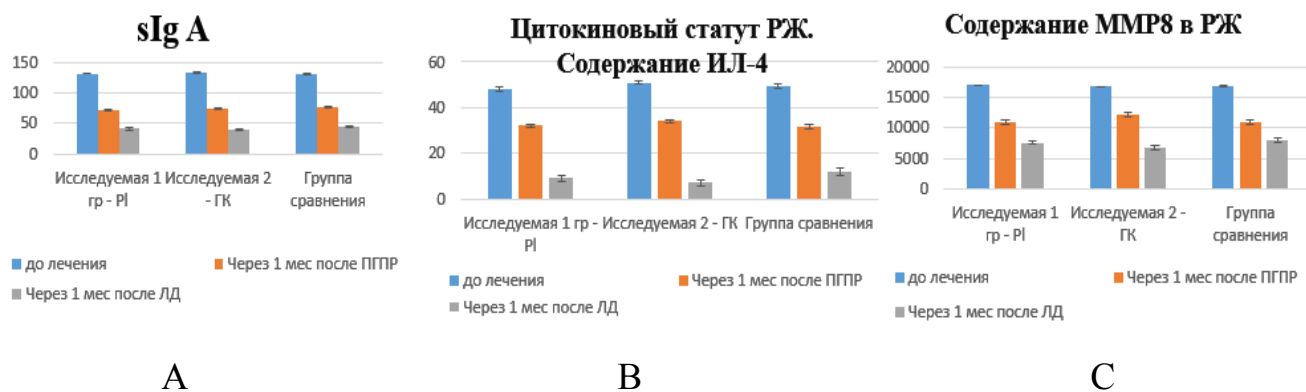 sIg A
150
100
50
0
Исследуемая 1 Исследуемая 2 Группа
гр - Pl - ГК сравнения
до лечения Через 1 мес после ПГПР
Через 1 мес после ЛД
A
Цитокиновый статут РЖ.
Содержание ИЛ-4
60
40
20
0
Исследуемая 1 гр - Исследуемая 2 - ГК Группа сравнения
Pl
до лечения Через 1 мес после ПГПР
Через 1 мес после ЛД
B
Содержание ММР8 в РЖ
20000
15000
10000
5000
0
Исследуемая 1 Исследуемая 2 - Группа
гр - Pl ГК сравнения
до лечения Через 1 мес после ПГПР
Через 1 мес после ЛД
C